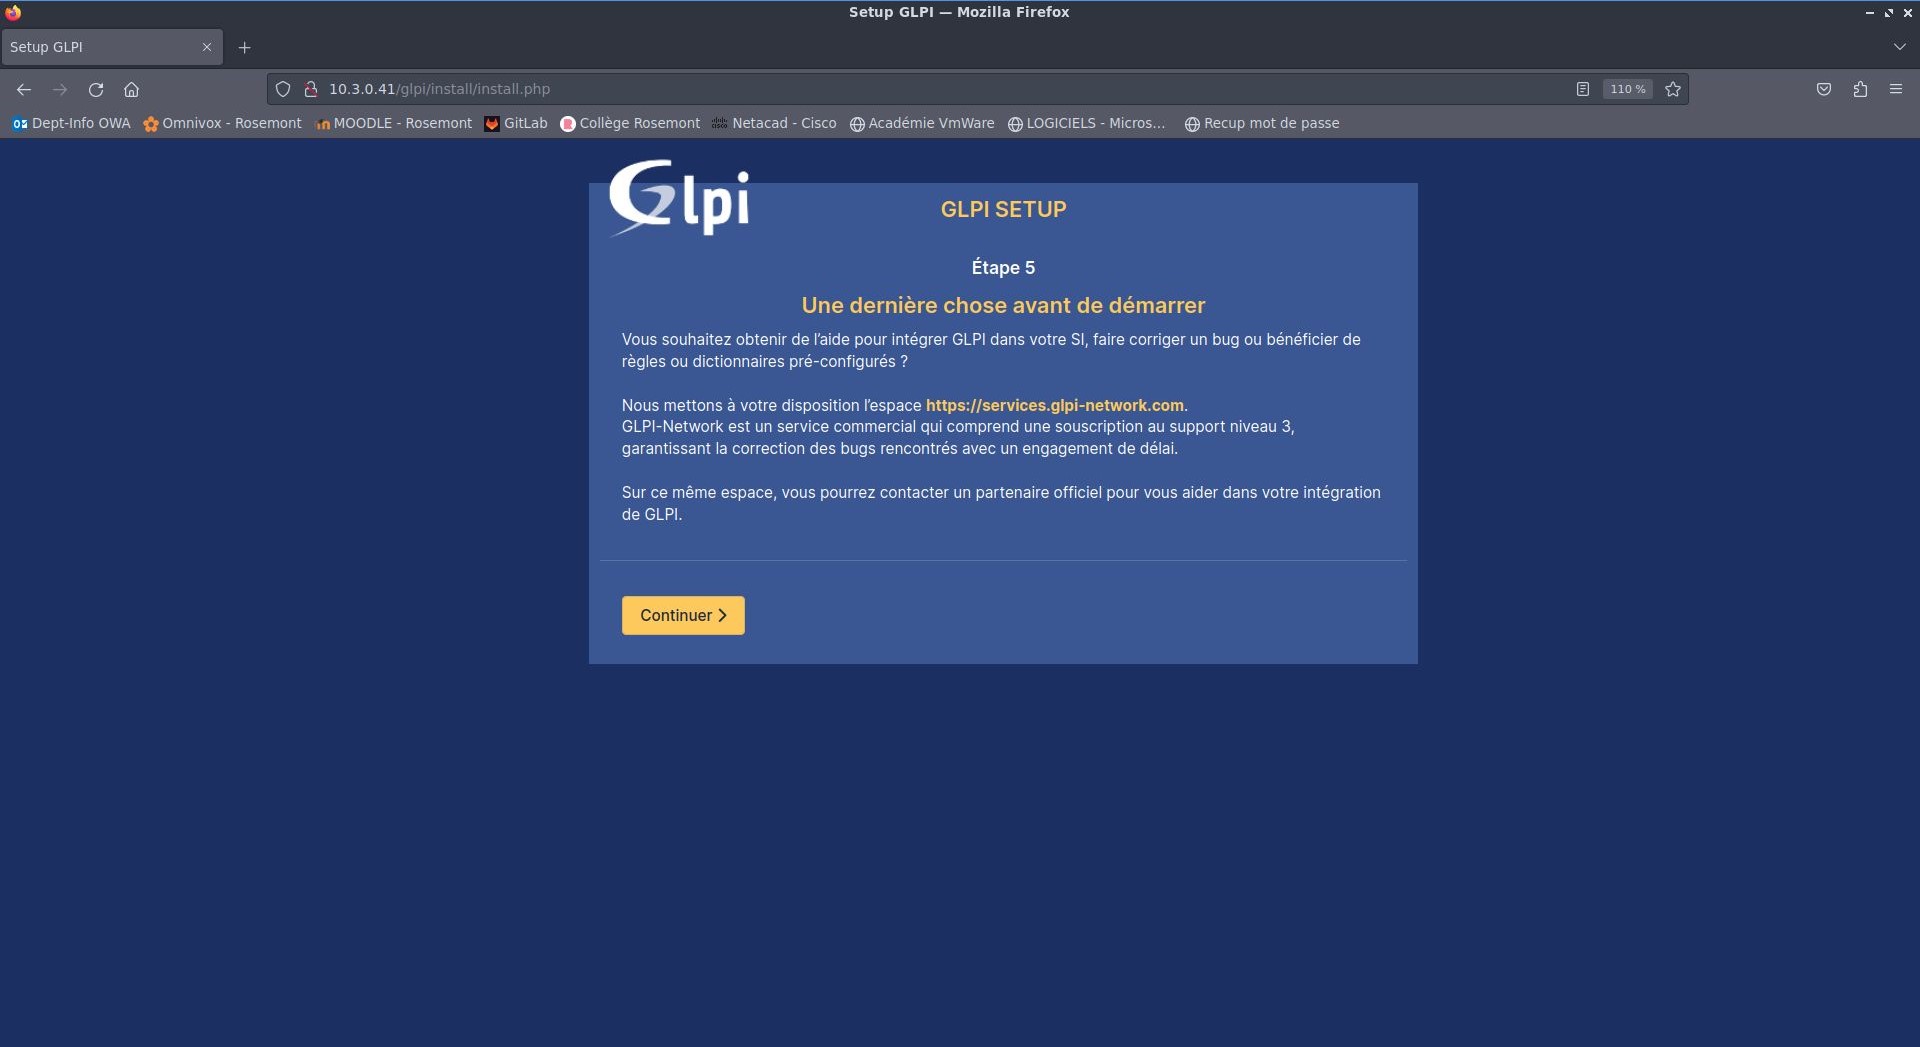 Setup GLPI — Mozilla Firefox
Setup GLPI
10.3.0.41/glpi/install/install.php
110 %
Dept-Info OWA
Omnivox - Rosemont
MOODLE - Rosemont
GitLab
Collège Rosemont
Netacad - Cisco
Académie VmWare
LOGICIELS - Micros…
Recup mot de passe
Glpi
GLPI SETUP
Étape 5
Une dernière chose avant de démarrer
Vous souhaitez obtenir de l’aide pour intégrer GLPI dans votre SI, faire corriger un bug ou bénéficier de
règles ou dictionnaires pré-configurés ?
Nous mettons à votre disposition l’espace https://services.glpi-network.com.
GLPI-Network est un service commercial qui comprend une souscription au support niveau 3,
garantissant la correction des bugs rencontrés avec un engagement de délai.
Sur ce même espace, vous pourrez contacter un partenaire officiel pour vous aider dans votre intégration
de GLPI.
Continuer